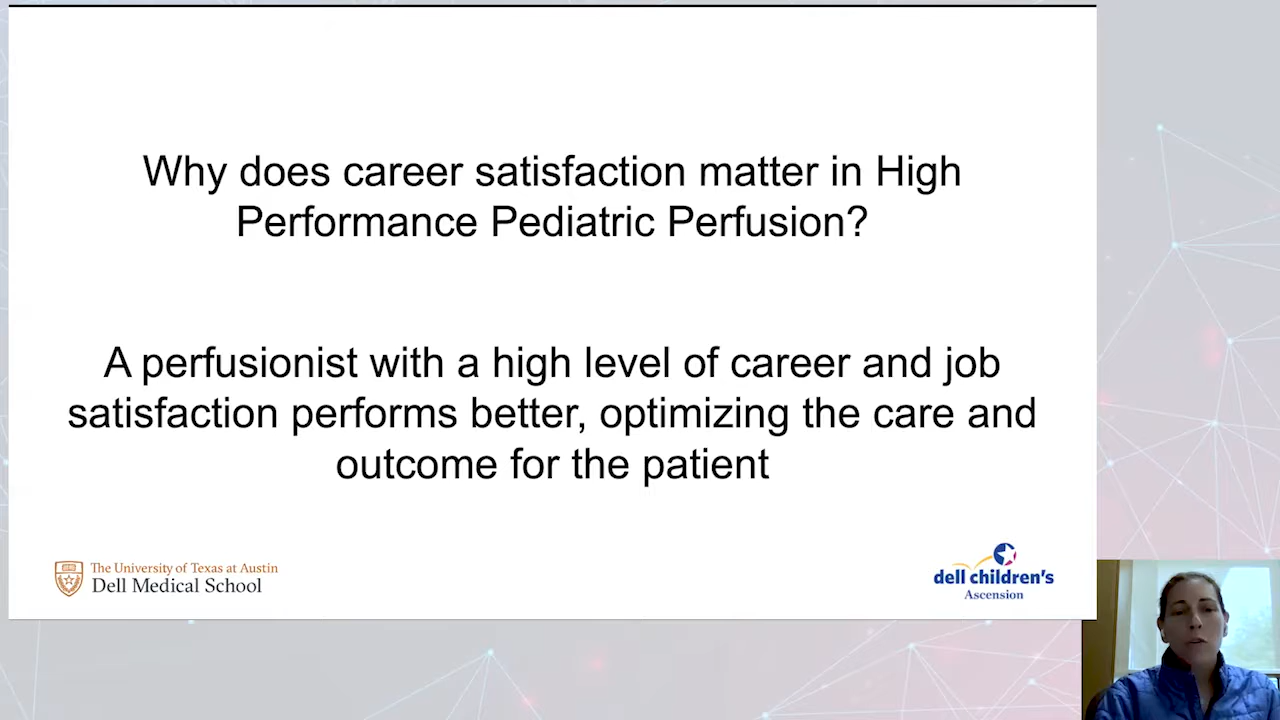 Why does career satisfaction matter in High
Performance Pediatric Perfusion?
A perfusionist with a high level of career and job
satisfaction performs better, optimizing the care and
outcome for the patient
The University of Texas at Austin
Dell Medical School
dell children's
Ascension